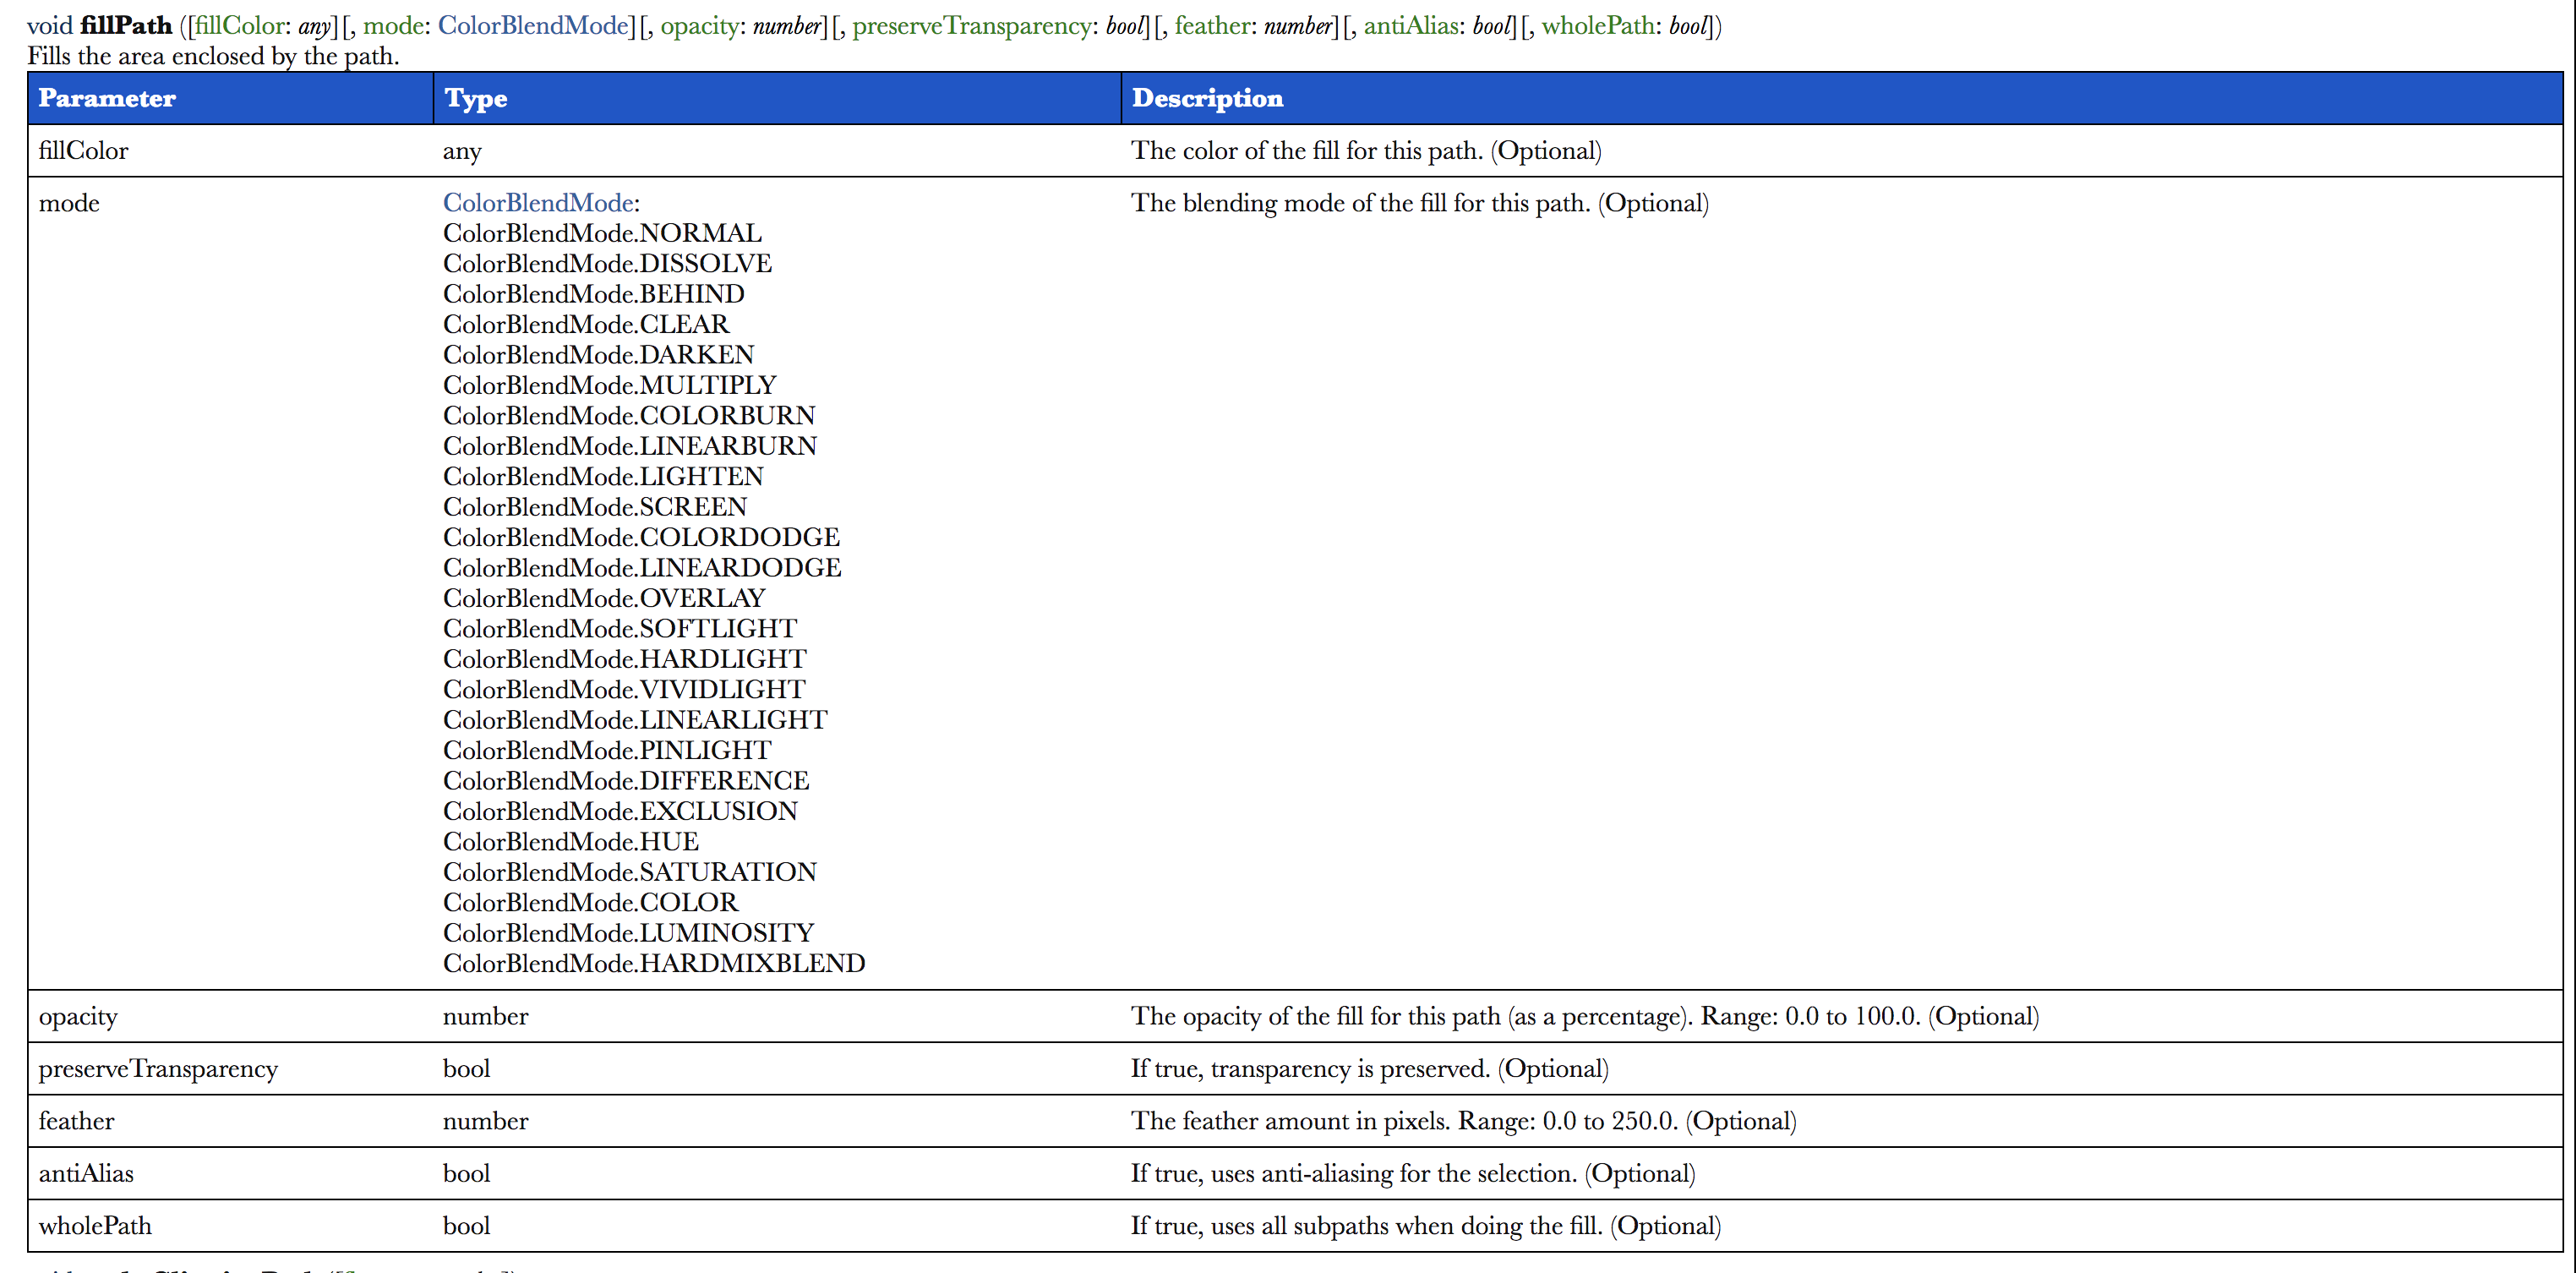 void fillPath ([fillColor: any][, mode: ColorBlendMode][, opacity: number][, preserveTransparency: bool][, feather: number][, antiAlias: bool][, wholePath: bool])
Fills the area enclosed by the path.
Parameter Type Description
fillColor any The color of the fill for this path. (Optional)
mode ColorBlendMode: The blending mode of the fill for this path. (Optional)
ColorBlendMode.NORMAL
ColorBlendMode.DISSOLVE
ColorBlendMode.BEHIND
ColorBlendMode.CLEAR
ColorBlendMode.DARKEN
ColorBlendMode.MULTIPLY
ColorBlendMode.COLORBURN
ColorBlendMode.LINEARBURN
ColorBlendMode.LIGHTEN
ColorBlendMode.SCREEN
ColorBlendMode.COLORDODGE
ColorBlendMode.LINEARDODGE
ColorBlendMode.OVERLAY
ColorBlendMode.SOFTLIGHT
ColorBlendMode.HARDLIGHT
ColorBlendMode.VIVIDLIGHT
ColorBlendMode.LINEARLIGHT
ColorBlendMode.PINLIGHT
ColorBlendMode.DIFFERENCE
ColorBlendMode.EXCLUSION
ColorBlendMode.HUE
ColorBlendMode.SATURATION
ColorBlendMode.COLOR
ColorBlendMode.LUMINOSITY
ColorBlendMode.HARDMIXBLEND
opacity number The opacity of the fill for this path (as a percentage). Range: 0.0 to 100.0. (Optional)
preserveTransparency bool If true, transparency is preserved. (Optional)
feather number The feather amount in pixels. Range: 0.0 to 250.0. (Optional)
antiAlias bool If true, uses anti-aliasing for the selection. (Optional)
wholePath bool If true, uses all subpaths when doing the fill. (Optional)